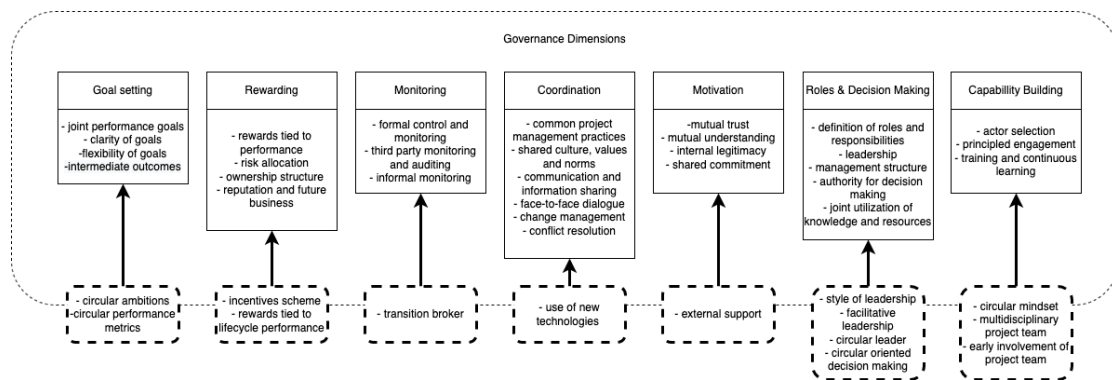 Governance Dimensions
Goal setting
- joint performance goals
- clarity of goals
-flexibility of goals
-intermediate outcomes
Rewarding
- rewards tied to
performance
- risk allocation
- ownership structure
- reputation and future
business
Monitoring
- formal control and
monitoring
- third party monitoring
and auditing
- informal monitoring
Coordination
- common project
management practices
- shared culture, values
and norms
- communication and
information sharing
- face-to-face dialogue
- change management
- conflict resolution
Motivation
-mutual trust
- mutual understanding
- internal legitimacy
- shared commitment
Roles & Decision Making
- definition of roles and
responsibilities
- leadership
- management structure
- authority for decision
making
- joint utilization of
knowledge and resources
Capabillity Building
- actor selection
- principled engagement
- training and continuous
learning
- circular ambitions
-circular performance
metrics
- incentives scheme
- rewards tied to
lifecycle performance
- transition broker
- use of new
technologies
- external support
- style of leadership
- facilitative
leadership
- circular leader
- circular oriented
decision making
- circular mindset
- multidisciplinary
project team
- early involvement of
project team